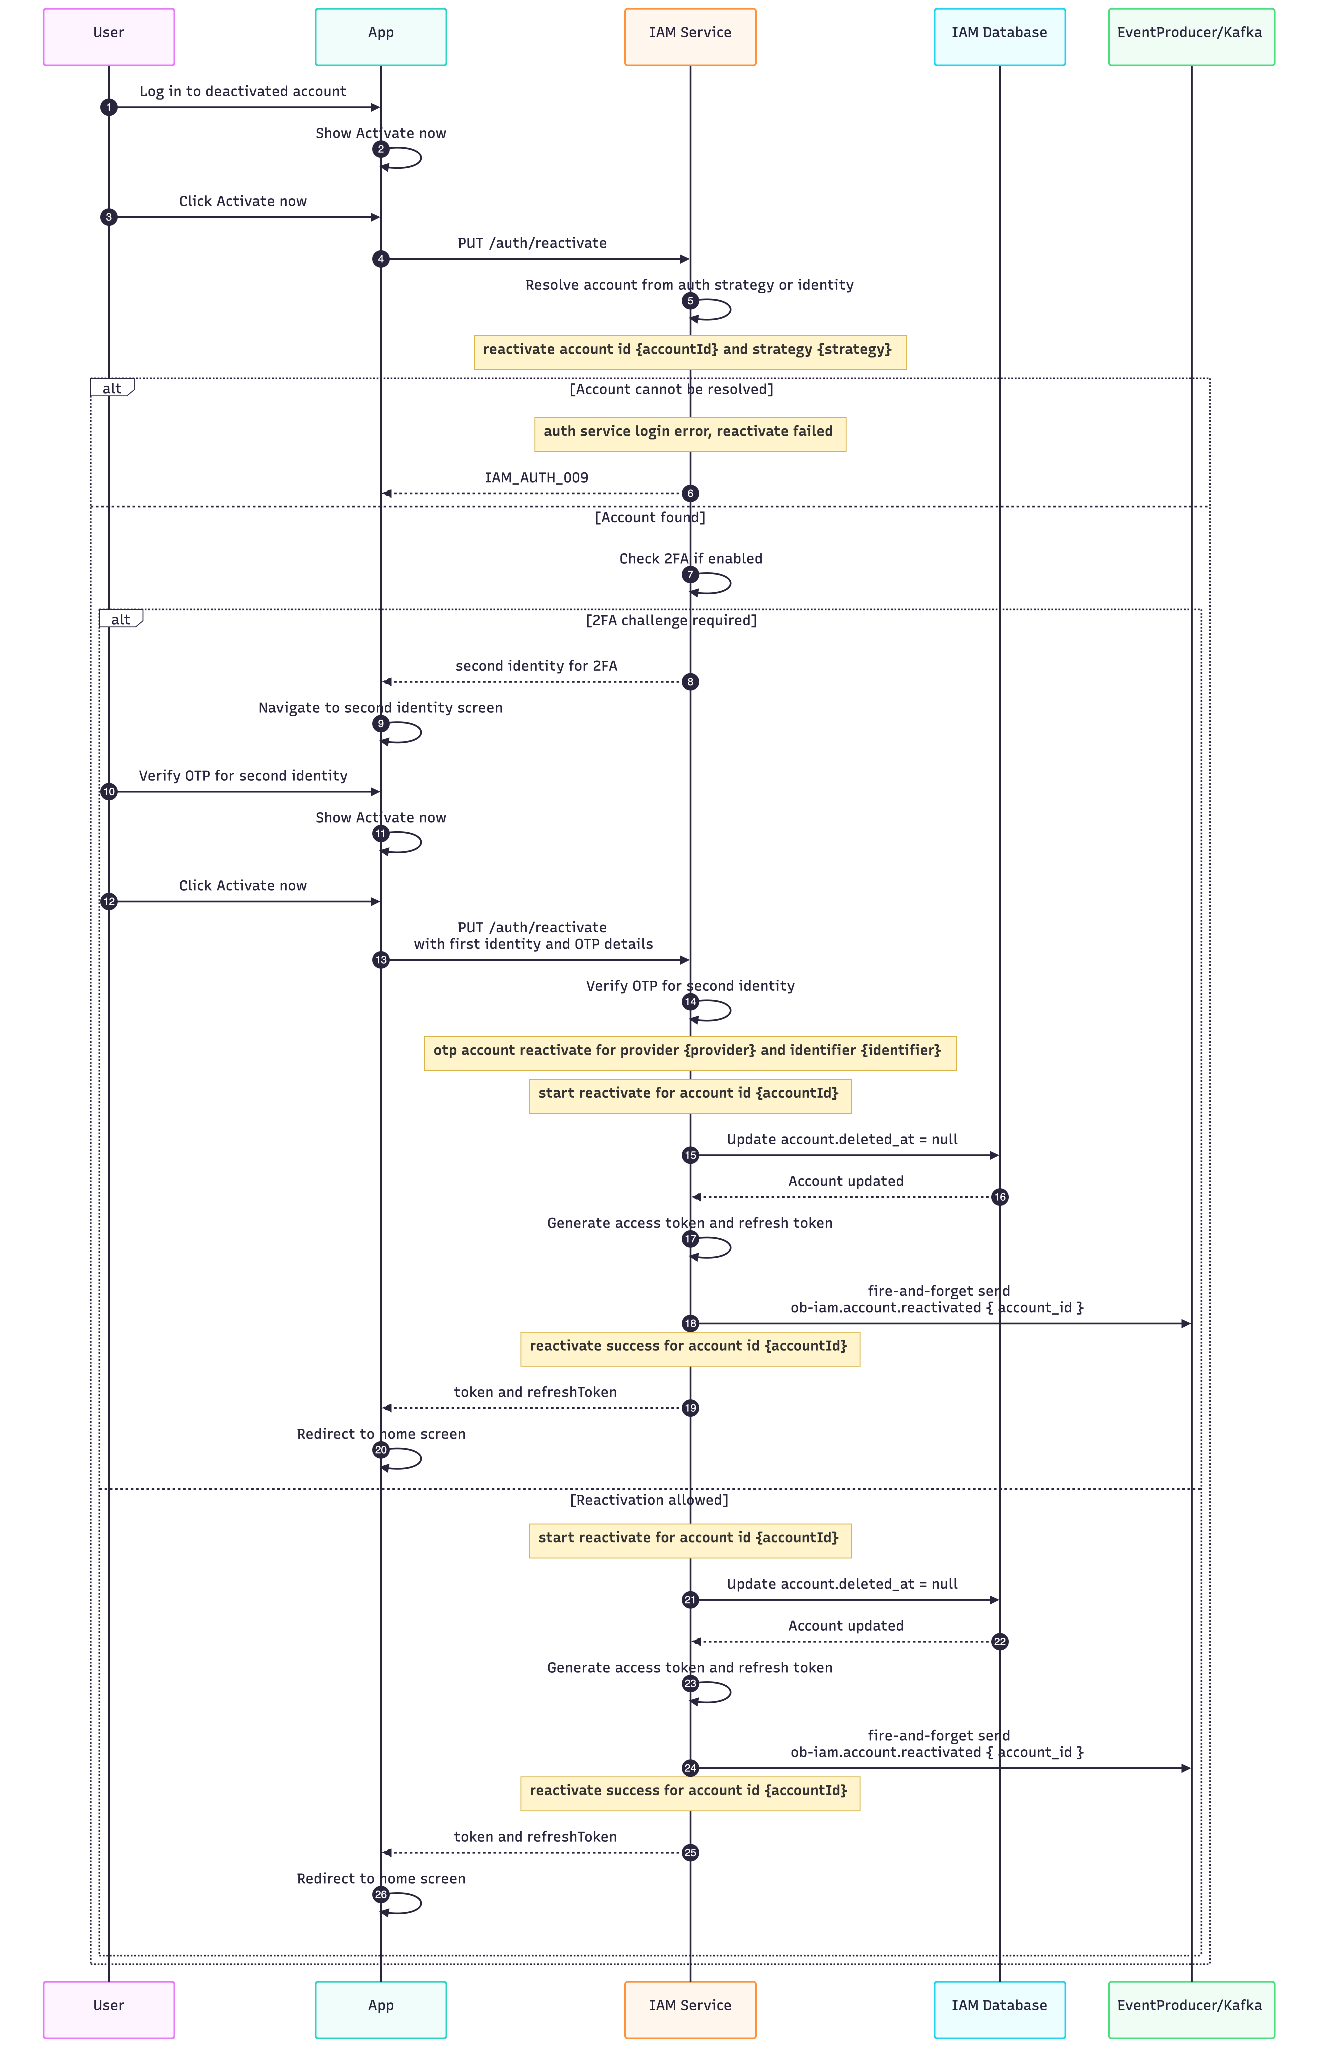 User
App
IAM Service
IAM Database
EventProducer/Kafka
Log in to deactivated account
1
Show Activate now
2
Click Activate now
3
PUT /auth/reactivate
4
Resolve account from auth strategy or identity
5
reactivate account id {accountId} and strategy {strategy}
alt
[Account cannot be resolved]
auth service login error, reactivate failed
IAM_AUTH_009
6
[Account found]
Check 2FA if enabled
7
alt
[2FA challenge required]
second identity for 2FA
8
Navigate to second identity screen
9
Verify OTP for second identity
10
Show Activate now
11
Click Activate now
12
PUT /auth/reactivate
with first identity and OTP details
13
Verify OTP for second identity
14
otp account reactivate for provider {provider} and identifier {identifier}
start reactivate for account id {accountId}
Update account.deleted_at = null
15
Account updated
16
Generate access token and refresh token
17
fire-and-forget send
ob-iam.account.reactivated { account_id }
18
reactivate success for account id {accountId}
token and refreshToken
19
Redirect to home screen
20
[Reactivation allowed]
start reactivate for account id {accountId}
Update account.deleted_at = null
21
Account updated
22
Generate access token and refresh token
23
fire-and-forget send
ob-iam.account.reactivated { account_id }
24
reactivate success for account id {accountId}
token and refreshToken
25
Redirect to home screen
26
User
App
IAM Service
IAM Database
EventProducer/Kafka